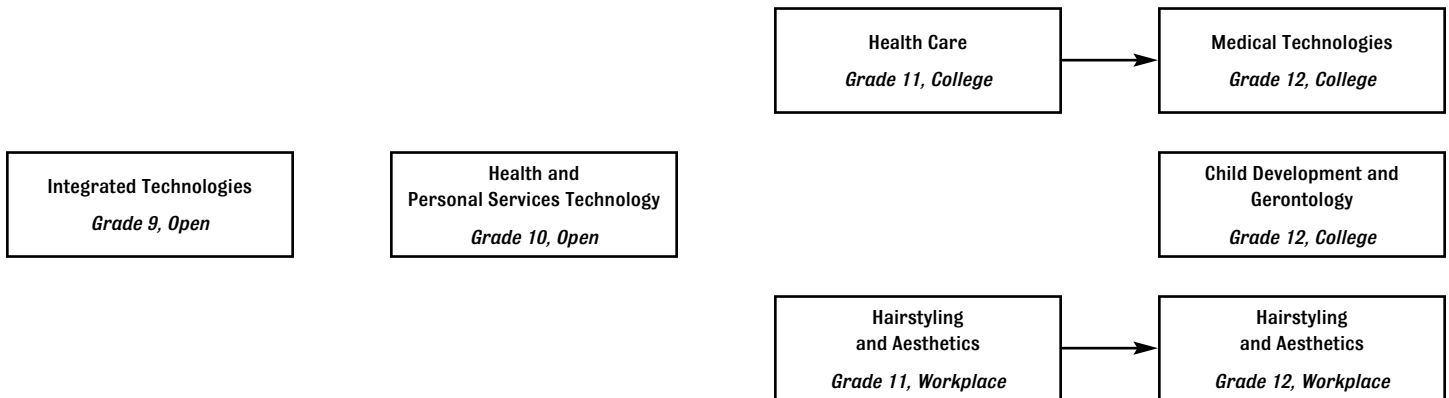 Health Care
Grade 11, College
Medical Technologies
Grade 12, College
Integrated Technologies
Grade 9, Open
Health and
Personal Services Technology
Grade 10, Open
Child Development and
Gerontology
Grade 12, College
Hairstyling
and Aesthetics
Grade 11, Workplace
Hairstyling
and Aesthetics
Grade 12, Workplace